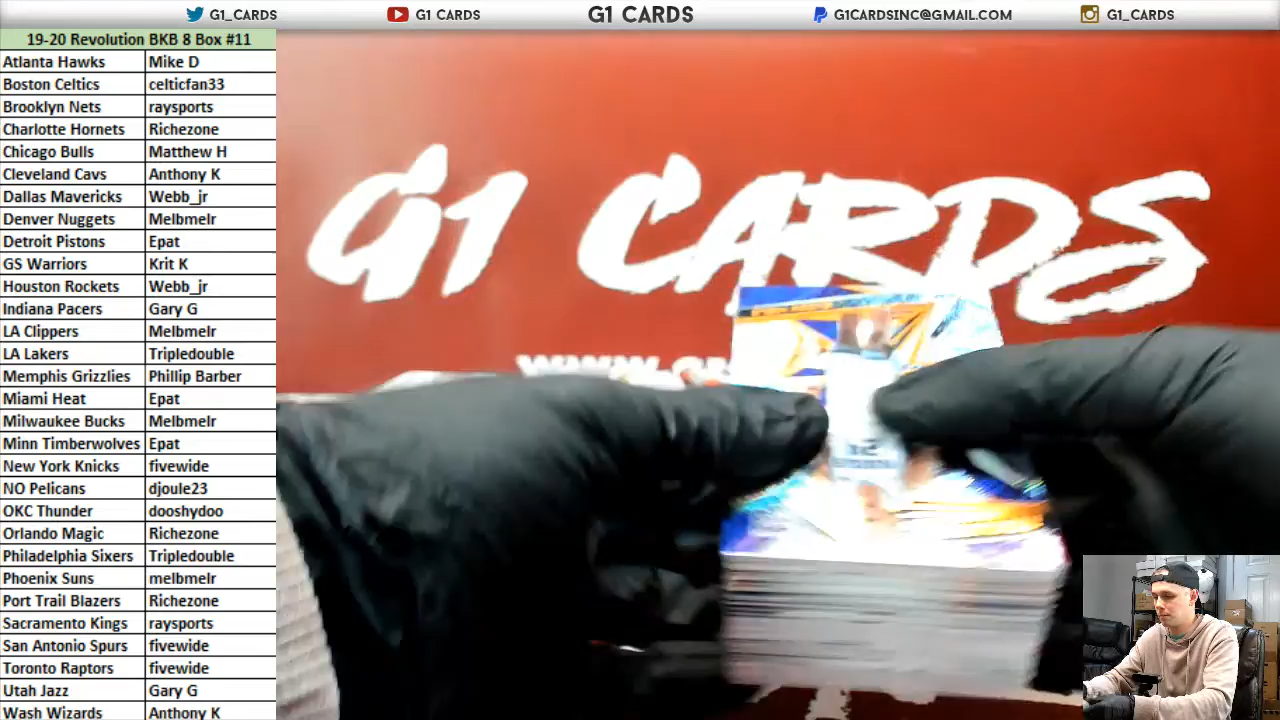 G1_CARDS
G1 CARDS
G1 CARDS
G1CARDSINC@GMAIL.COM
G1_CARDS
19-20 Revolution BKB 8 Box #11
Atlanta Hawks Mike D
Boston Celtics celticfan33
Brooklyn Nets raysports
Charlotte Hornets Richezone
Chicago Bulls Matthew H
Cleveland Cavs Anthony K
Dallas Mavericks Webb_jr
Denver Nuggets Melbmelr
Detroit Pistons Epat
GS Warriors Krit K
Houston Rockets Webb_jr
Indiana Pacers Gary G
LA Clippers Melbmelr
LA Lakers Tripledouble
Memphis Grizzlies Phillip Barber
Miami Heat Epat
Milwaukee Bucks Melbmelr
Minn Timberwolves Epat
New York Knicks fivewide
NO Pelicans djoule23
OKC Thunder dooshydoo
Orlando Magic Richezone
Philadelphia Sixers Tripledouble
Phoenix Suns melbmelr
Port Trail Blazers Richezone
Sacramento Kings raysports
San Antonio Spurs fivewide
Toronto Raptors fivewide
Utah Jazz Gary G
Wash Wizards Anthony K
G1 CARDS